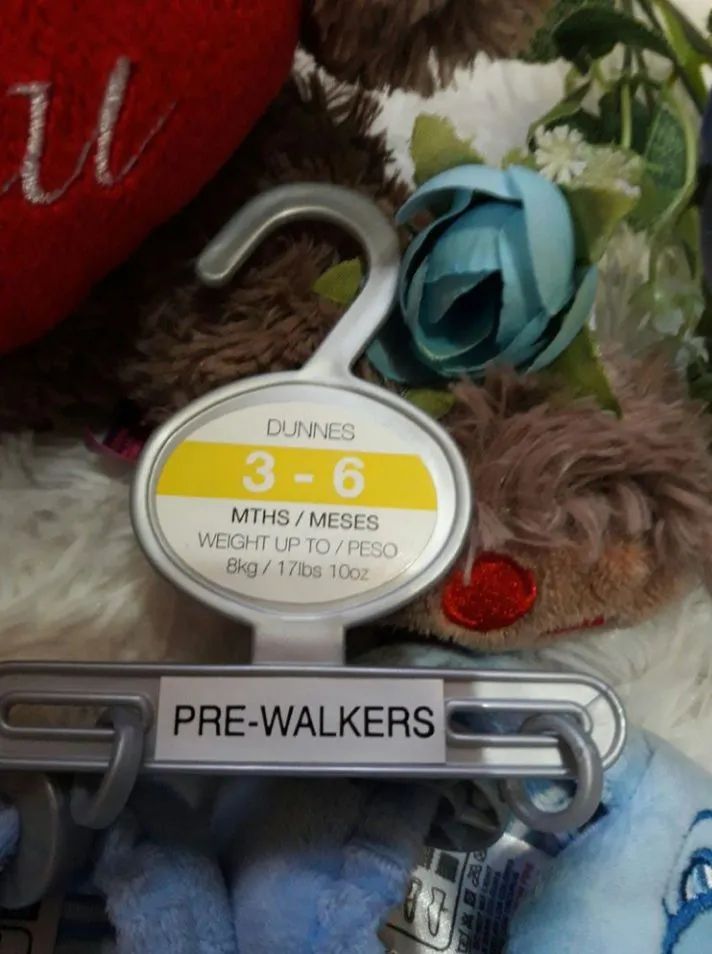 u
DUNNES
3 - 6
MTHS / MESES
WEIGHT UP TO / PESO
8kg / 17lbs 10oz
PRE-WALKERS